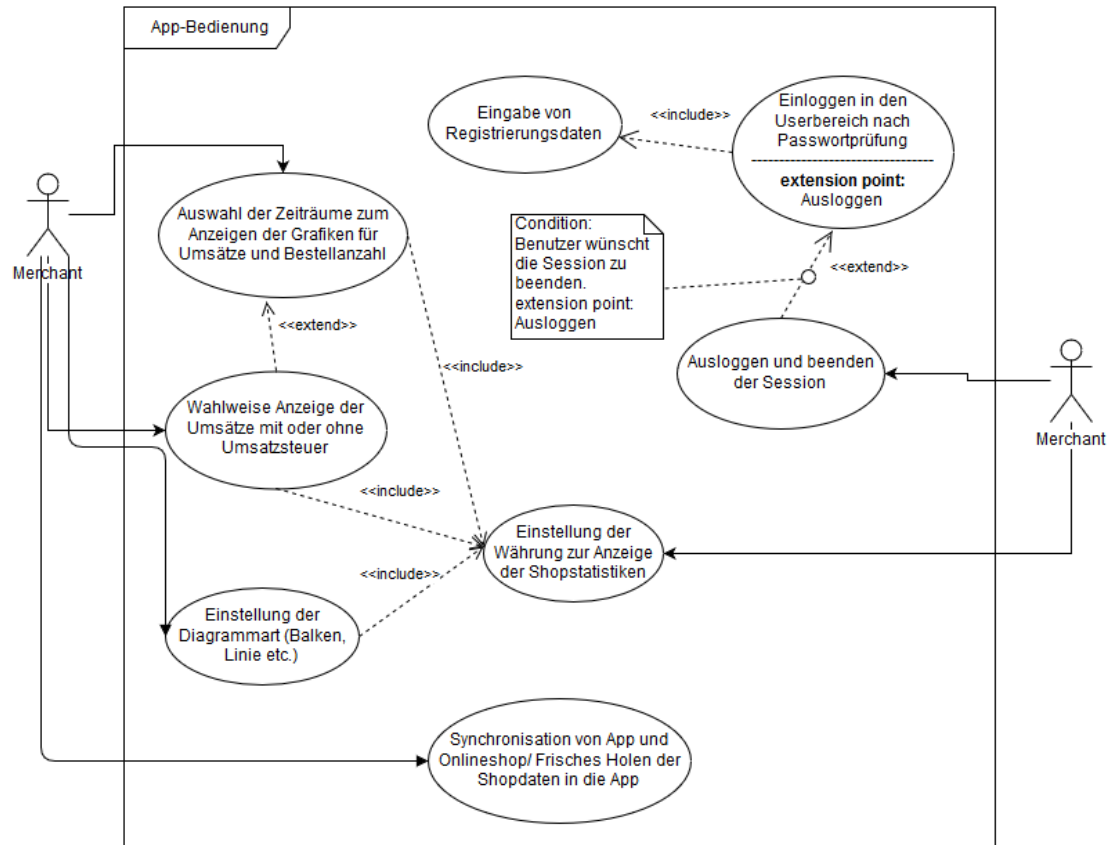 App-Bedienung
Eingabe von
Registrierungsdaten
<<include>>
Einloggen in den
Userbereich nach
Passwortprüfung
extension point:
Ausloggen
Merchant
Auswahl der Zeiträume zum
Anzeigen der Grafiken für
Umsätze und Bestellanzahl
Condition:
Benutzer wünscht
die Session zu
beenden.
extension point:
Ausloggen
<<extend>>
<<extend>>
<<include>>
Ausloggen und beenden
der Session
Merchant
Wahlweise Anzeige der
Umsätze mit oder ohne
Umsatzsteuer
<<include>>
Einstellung der
Währung zur Anzeige
der Shopstatistiken
<<include>>
Einstellung der
Diagrammart (Balken,
Linie etc.)
Synchronisation von App und
Onlineshop/ Frisches Holen der
Shopdaten in die App